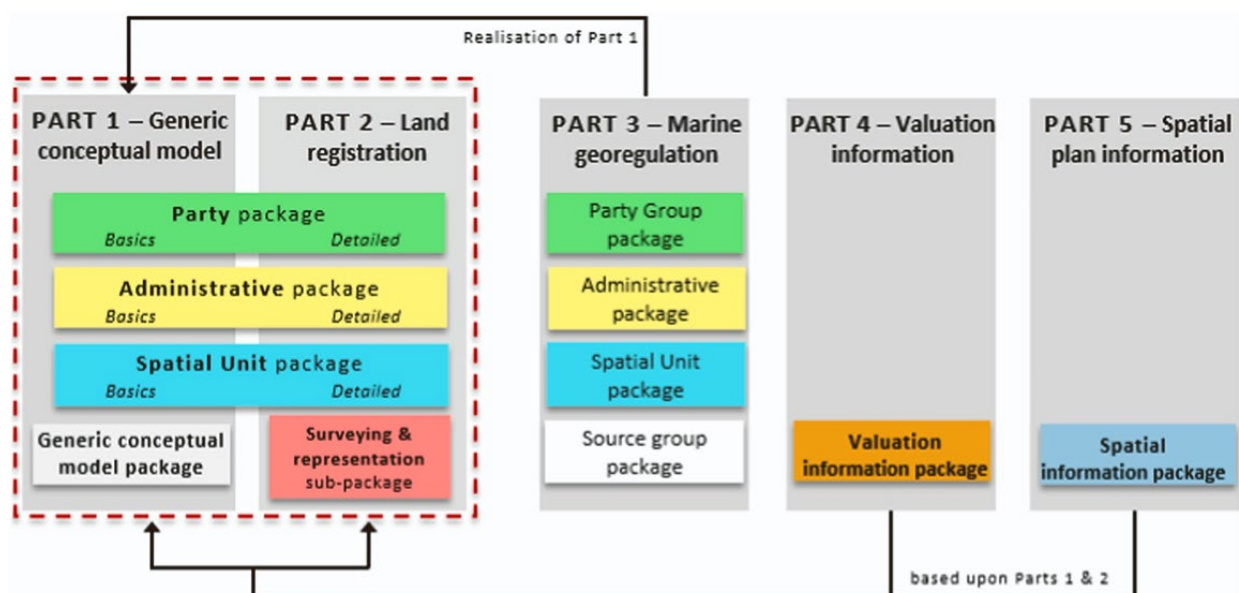 Realisation of Part 1
PART 1 – Generic
conceptual model
PART 2 – Land
registration
PART 3 – Marine
georegulation
PART 4 – Valuation
information
PART 5 – Spatial
plan information
Party package
Basics Detailed
Administrative package
Basics Detailed
Spatial Unit package
Basics Detailed
Generic conceptual
model package
Surveying &
representation
sub-package
Party Group
package
Administrative
package
Spatial Unit
package
Source group
package
Valuation
information package
Spatial
information package
based upon Parts 1 & 2